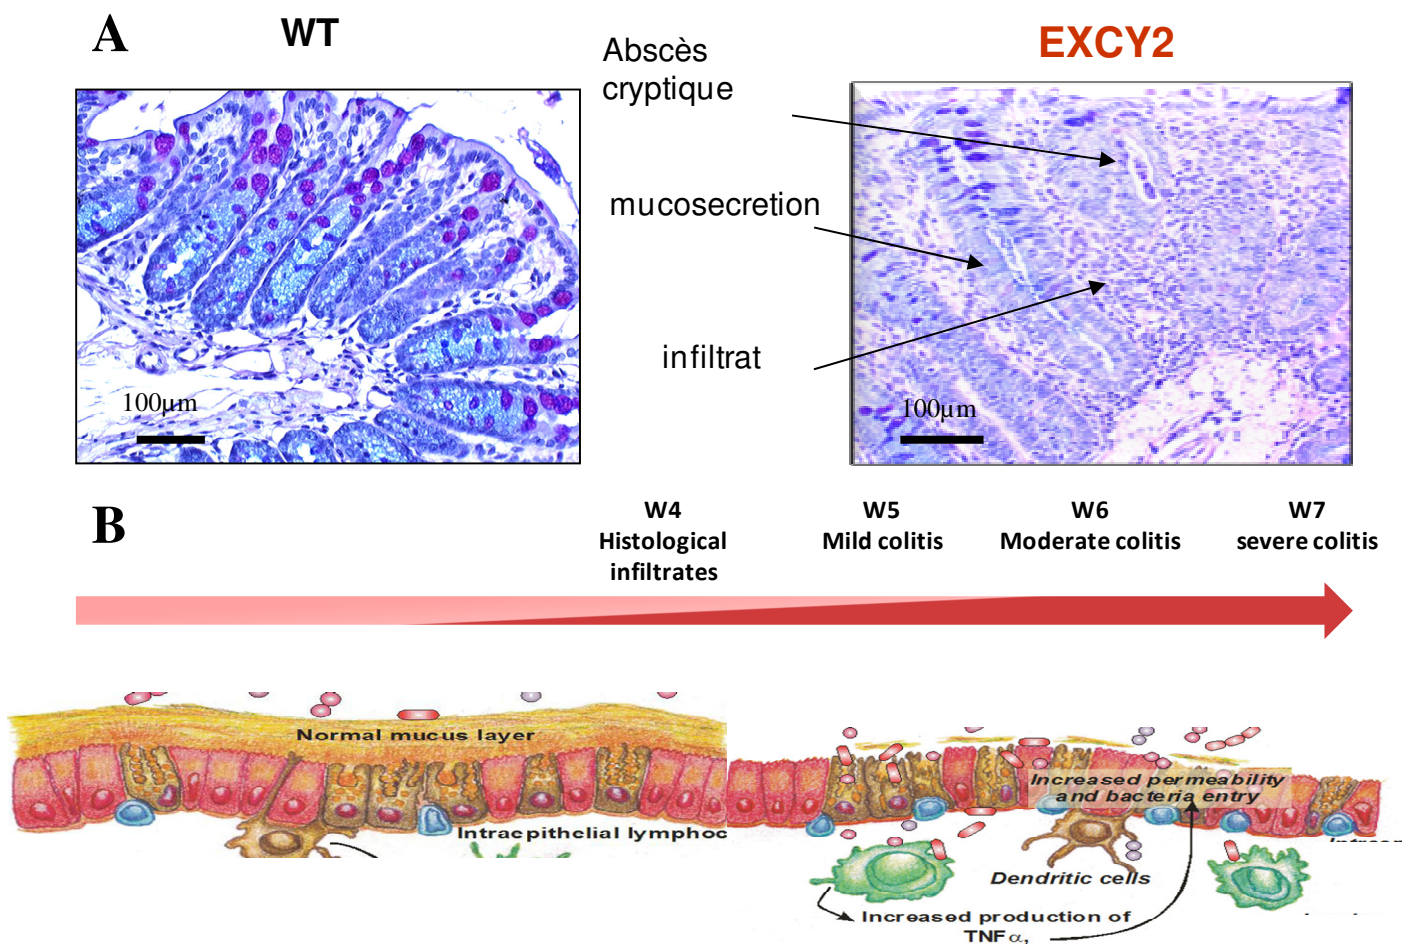 A
WT
EXCY2
Abscès
cryptique
mucosecretion
infiltrat
100µm
100µm
B
W4
Histological
infiltrates
W5
Mild colitis
W6
Moderate colitis
W7
severe colitis
Normal mucus layer
Intraepithelial lymphoc
Increased permeability
and bacteria entry
Dendritic cells
Increased production of
TNFα,